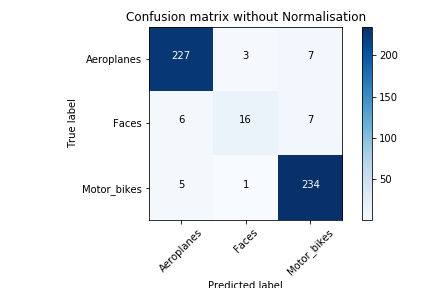 Confusion matrix without Normalisation
True label
Aeroplanes 227 3 7
Faces 6 16 7
Motor_bikes 5 1 234
Aeroplanes Faces Motor_bikes
Predicted label
200
150
100
50